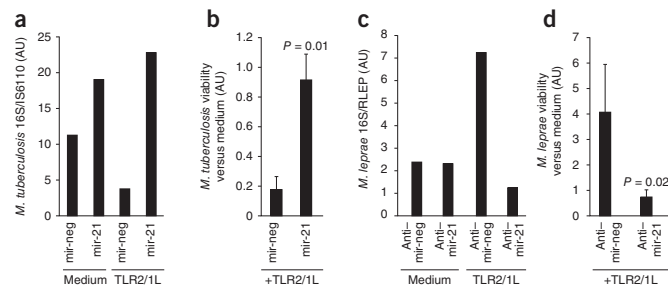 a
M. tuberculosis 16S/IS6110 (AU)
25
20
15
10
5
0
mir-neg
mir-21
mir-neg
mir-21
Medium
TLR2/1L
b
M. tuberculosis viability
versus medium (AU)
1.2
1.0
0.8
0.6
0.4
0.2
0
P = 0.01
mir-neg
mir-21
+TLR2/1L
c
M. leprae 16S/RLEP (AU)
8
7
6
5
4
3
2
1
0
Anti–
mir-neg
Anti–
mir-21
Anti–
mir-neg
Anti–
mir-21
Medium
TLR2/1L
d
M. leprae viability
versus medium (AU)
7
6
5
4
3
2
1
0
P = 0.02
Anti–
mir-neg
Anti–
mir-21
+TLR2/1L